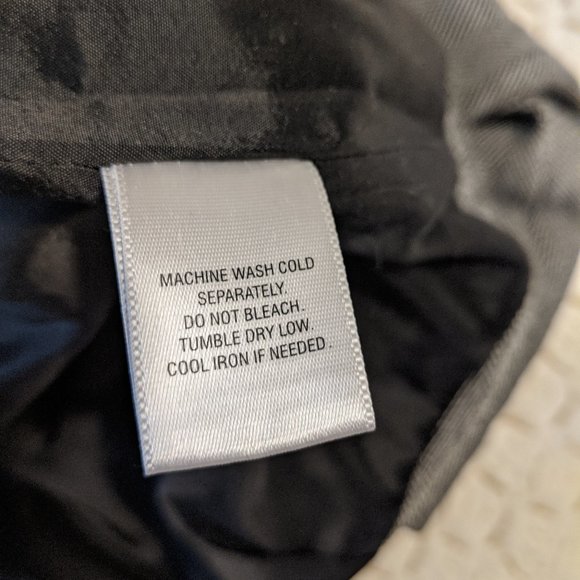 MACHINE WASH COLD
SEPARATELY.
DO NOT BLEACH.
TUMBLE DRY LOW.
COOL IRON IF NEEDED.